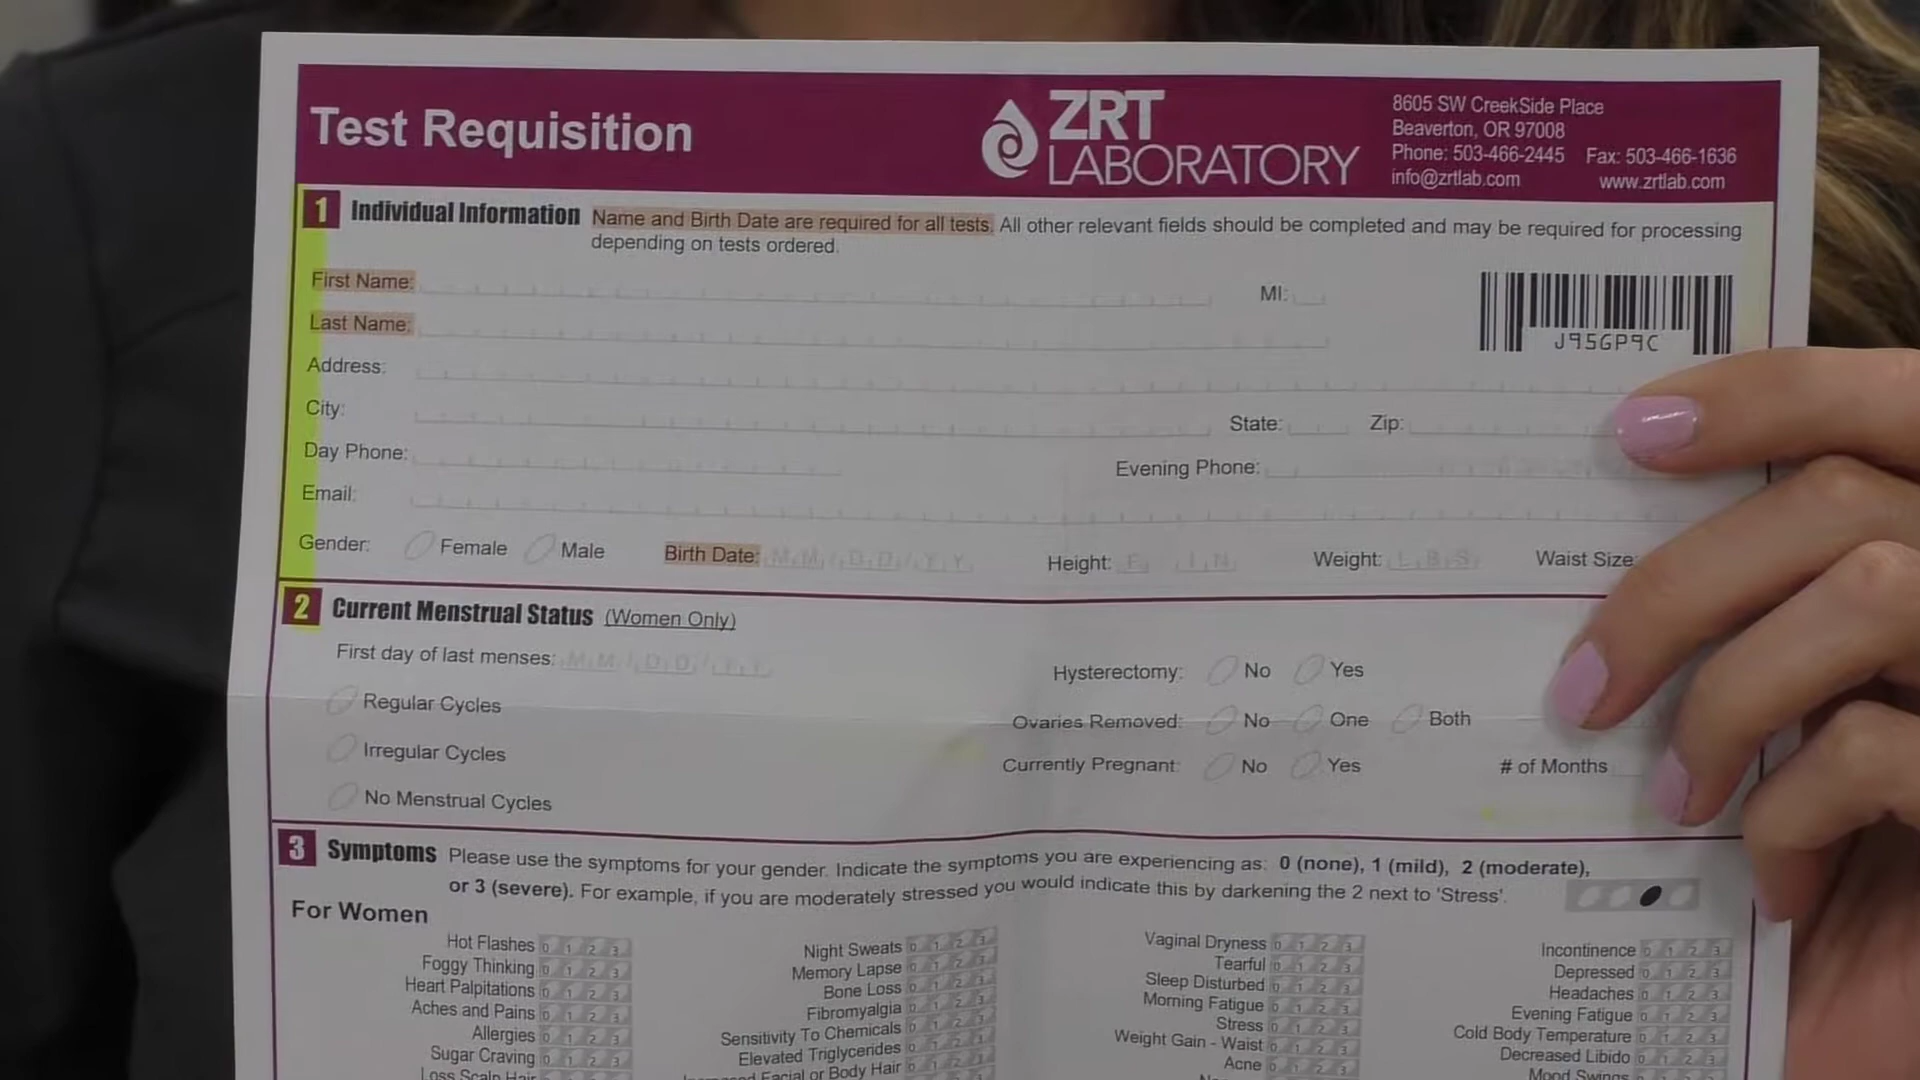 Test Requisition
ZRT
LABORATORY
8605 SW CreekSide Place
Beaverton, OR 97008
Phone: 503-466-2445 Fax: 503-466-1636
info@zrtlab.com www.zrtlab.com
1 Individual Information Name and Birth Date are required for all tests. All other relevant fields should be completed and may be required for processing
depending on tests ordered.
First Name: MI:
Last Name:
J95GP9C
Address:
City: State: Zip:
Day Phone: Evening Phone:
Email:
Gender: Female Male Birth Date: MM/DD/YY Height: F IN Weight: LBS Waist Size:
2 Current Menstrual Status (Women Only)
First day of last menses: MM/DD/YY
Hysterectomy: No Yes
Regular Cycles
Ovaries Removed: No One Both
Irregular Cycles
Currently Pregnant: No Yes # of Months
No Menstrual Cycles
3 Symptoms Please use the symptoms for your gender. Indicate the symptoms you are experiencing as: 0 (none), 1 (mild), 2 (moderate),
or 3 (severe). For example, if you are moderately stressed you would indicate this by darkening the 2 next to 'Stress'.
For Women
Hot Flashes 0 1 2 3 Night Sweats 0 1 2 3 Vaginal Dryness 0 1 2 3 Incontinence 0 1 2 3
Foggy Thinking 0 1 2 3 Memory Lapse 0 1 2 3 Tearful 0 1 2 3 Depressed 0 1 2 3
Heart Palpitations 0 1 2 3 Bone Loss 0 1 2 3 Sleep Disturbed 0 1 2 3 Headaches 0 1 2 3
Aches and Pains 0 1 2 3 Fibromyalgia 0 1 2 3 Morning Fatigue 0 1 2 3 Evening Fatigue 0 1 2 3
Allergies 0 1 2 3 Sensitivity To Chemicals 0 1 2 3 Stress 0 1 2 3 Cold Body Temperature 0 1 2 3
Sugar Craving 0 1 2 3 Elevated Triglycerides 0 1 2 3 Weight Gain - Waist 0 1 2 3 Decreased Libido 0 1 2 3
Loss Scalp Hair Facial or Body Hair 0 1 2 3 Acne 0 1 2 3 Mood Swings